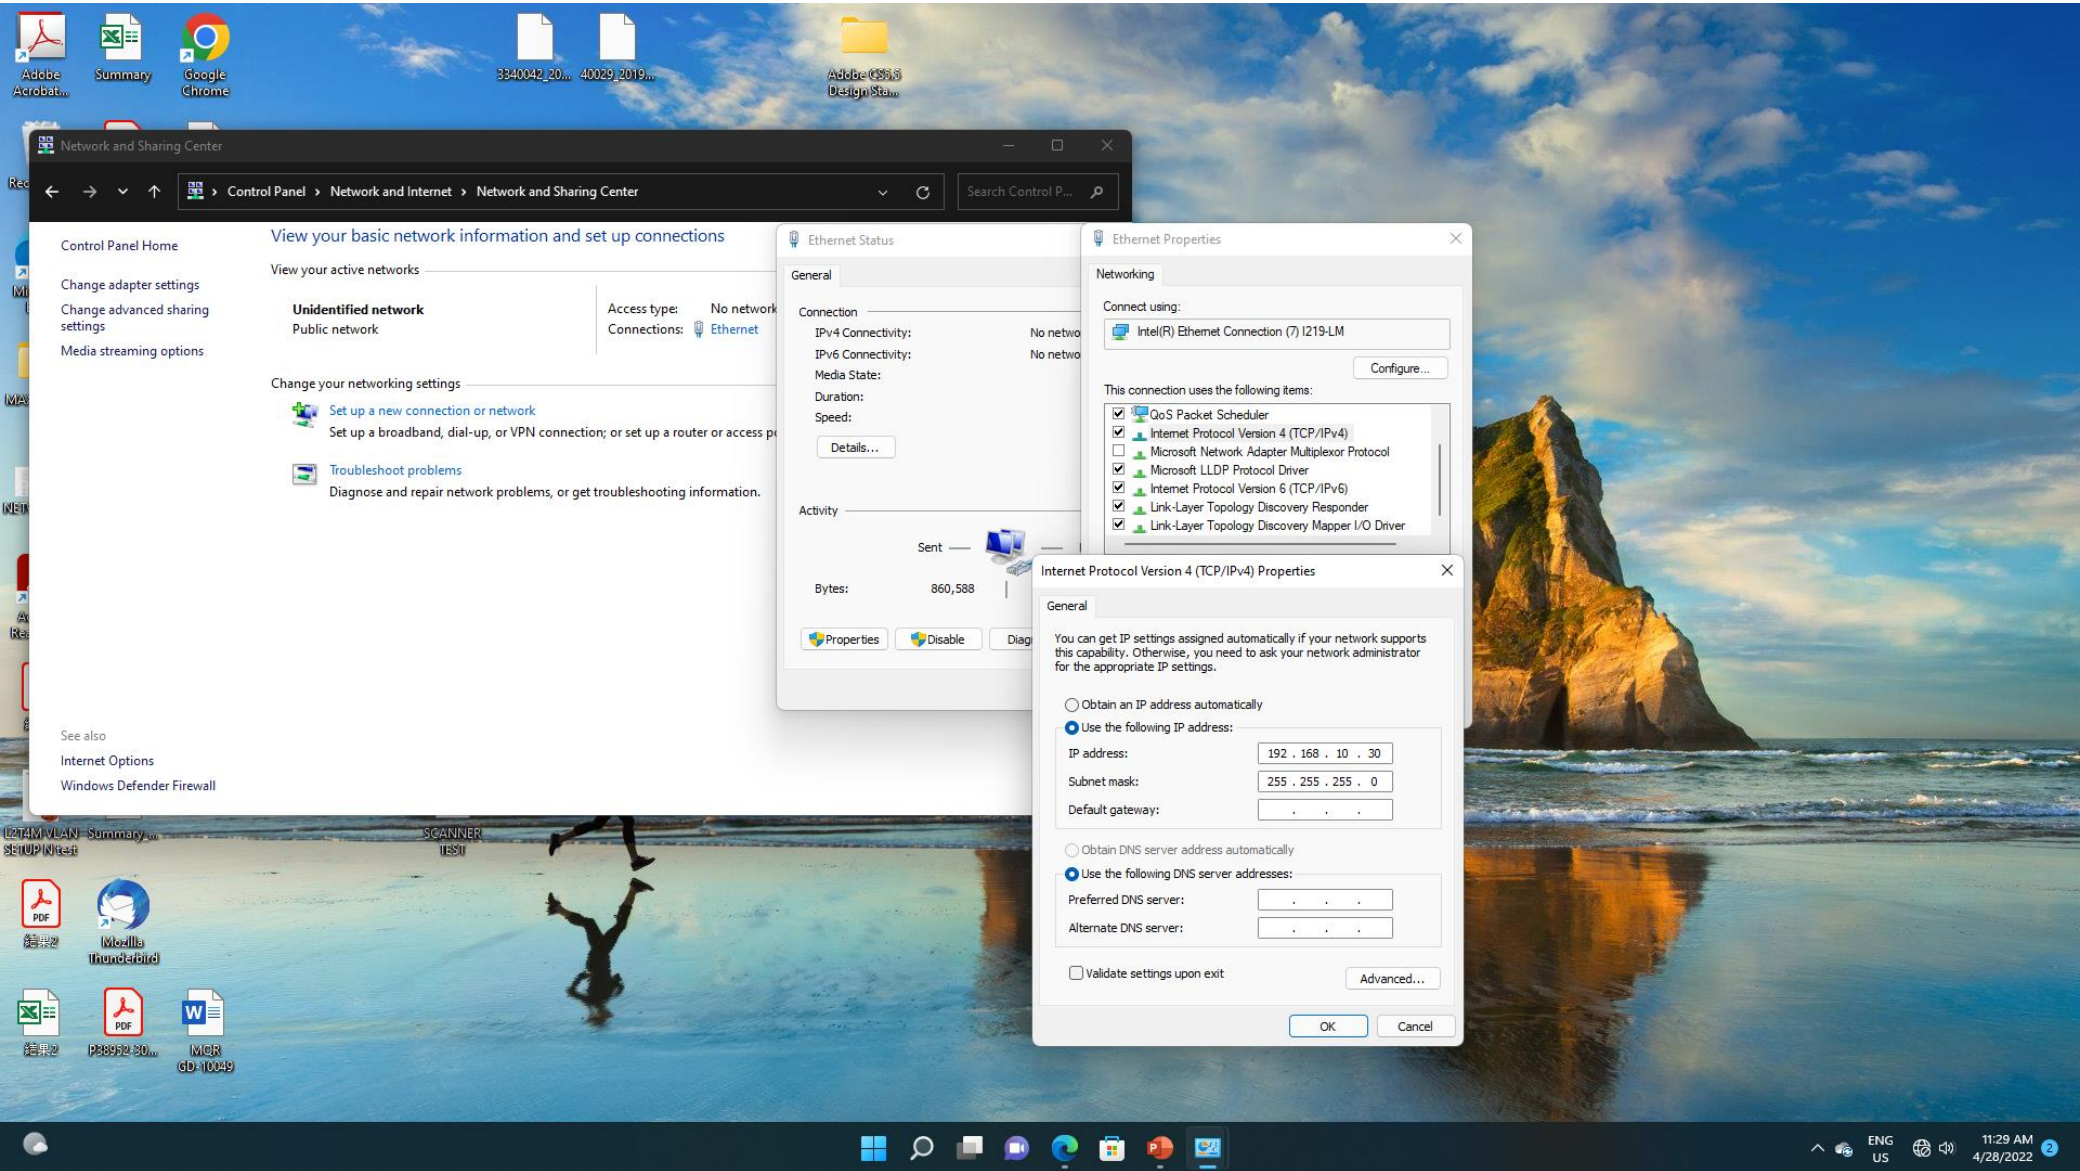 Adobe
Acrobat...
Summary
Google
Chrome
3340042_20...
40029_2019...
Adobe CS5.5
Design Sta...
Network and Sharing Center
Control Panel > Network and Internet > Network and Sharing Center
Search Control P...
Control Panel Home
Change adapter settings
Change advanced sharing
settings
Media streaming options
View your basic network information and set up connections
View your active networks
Unidentified network
Public network
Access type: No network
Connections: Ethernet
Change your networking settings
Set up a new connection or network
Set up a broadband, dial-up, or VPN connection; or set up a router or access
Troubleshoot problems
Diagnose and repair network problems, or get troubleshooting information.
See also
Internet Options
Windows Defender Firewall
Ethernet Status
General
Connection
IPv4 Connectivity: No netwo
IPv6 Connectivity: No netwo
Media State:
Duration:
Speed:
Details...
Activity
Sent
Bytes: 860,588
Properties
Disable
Diag
Ethernet Properties
Networking
Connect using:
Intel(R) Ethernet Connection (7) I219-LM
Configure...
This connection uses the following items:
QoS Packet Scheduler
Internet Protocol Version 4 (TCP/IPv4)
Microsoft Network Adapter Multiplexor Protocol
Microsoft LLDP Protocol Driver
Internet Protocol Version 6 (TCP/IPv6)
Link-Layer Topology Discovery Responder
Link-Layer Topology Discovery Mapper I/O Driver
Internet Protocol Version 4 (TCP/IPv4) Properties
General
You can get IP settings assigned automatically if your network supports
this capability. Otherwise, you need to ask your network administrator
for the appropriate IP settings.
Obtain an IP address automatically
Use the following IP address:
IP address: 192 . 168 . 10 . 30
Subnet mask: 255 . 255 . 255 . 0
Default gateway: . . .
Obtain DNS server address automatically
Use the following DNS server addresses:
Preferred DNS server: . . .
Alternate DNS server: . . .
Validate settings upon exit
Advanced...
OK
Cancel
L2T4M VLAN
SETUP IN test
Summary_...
SCANNER
TEST
PDF
結果2
Mozilla
Thunderbird
結果2
PDF
P38952-30...
MQR
GD-10049
ENG
US
11:29 AM
4/28/2022
2